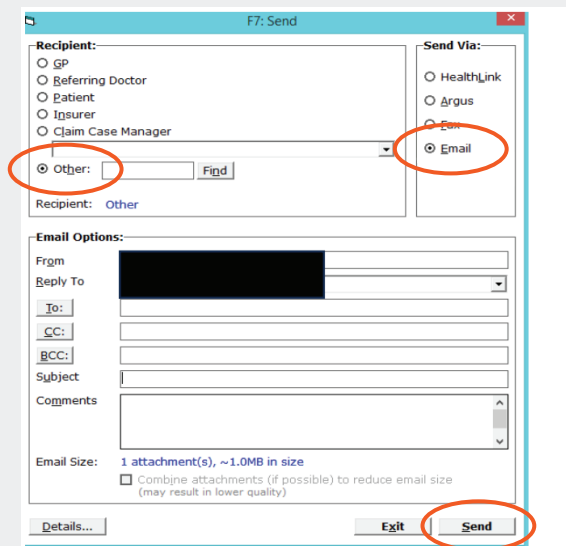 F7: Send
Recipient:
GP
Referring Doctor
Patient
Insurer
Claim Case Manager
Other:
Find
Recipient: Other
Send Via:
HealthLink
Argus
Fax
Email
Email Options:
From
Reply To
To:
CC:
BCC:
Subject
Comments
Email Size: 1 attachment(s), ~1.0MB in size
Combine attachments (if possible) to reduce email size
(may result in lower quality)
Details... Exit Send